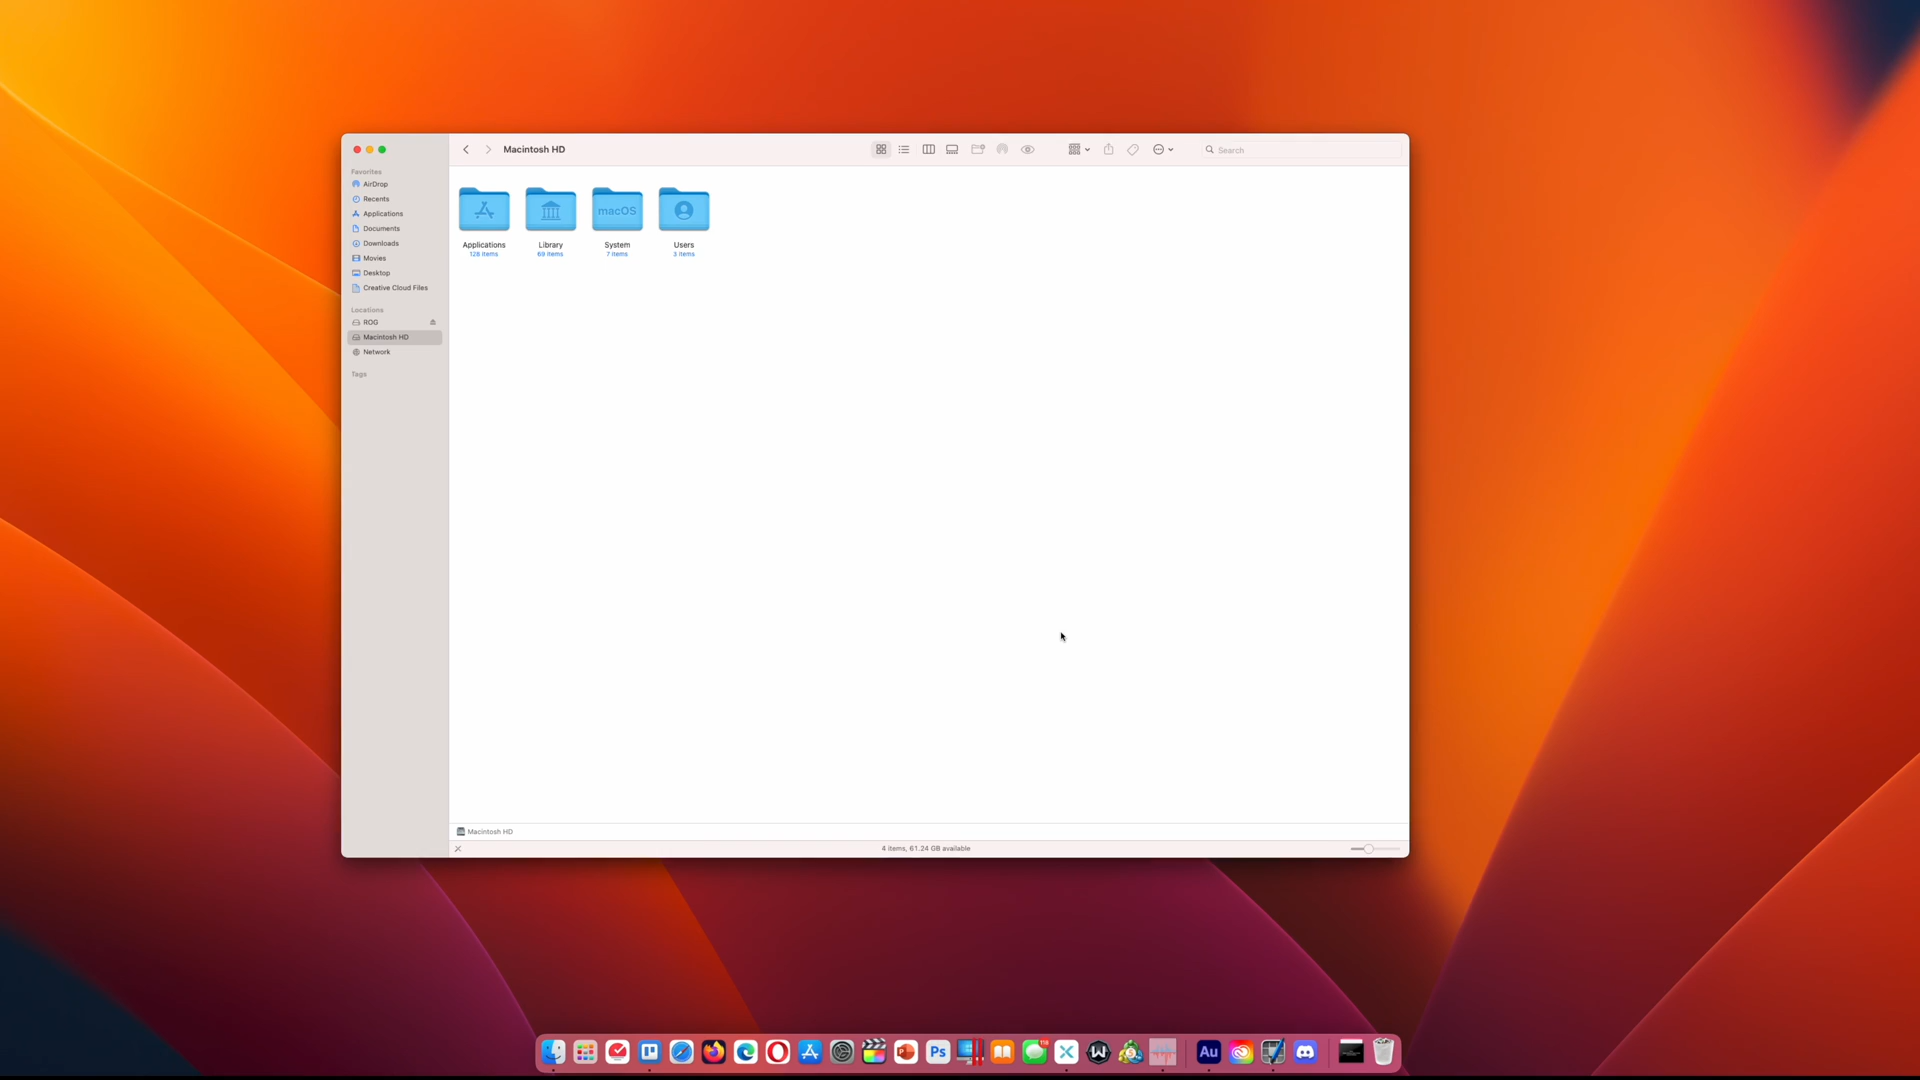 Macintosh HD
Search
Favorites
AirDrop
Recents
Applications
Documents
Downloads
Movies
Desktop
Creative Cloud Files
Locations
ROG
Macintosh HD
Network
Tags
macOS
Applications
128 items
Library
69 items
System
7 items
Users
3 items
Macintosh HD
4 items, 61.24 GB available
Ps
Au